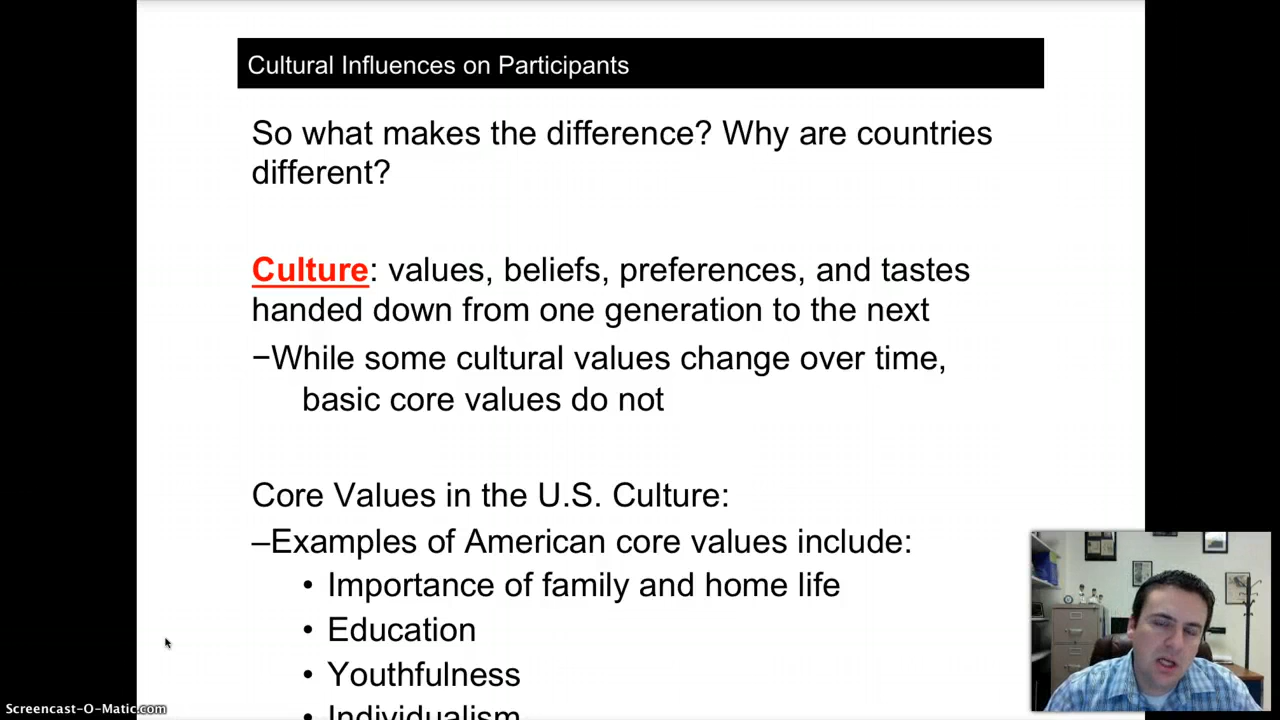 Cultural Influences on Participants
So what makes the difference? Why are countries
different?
Culture: values, beliefs, preferences, and tastes
handed down from one generation to the next
−While some cultural values change over time,
basic core values do not
Core Values in the U.S. Culture:
–Examples of American core values include:
• Importance of family and home life
• Education
• Youthfulness
• Individualism
Screencast-O-Matic.com